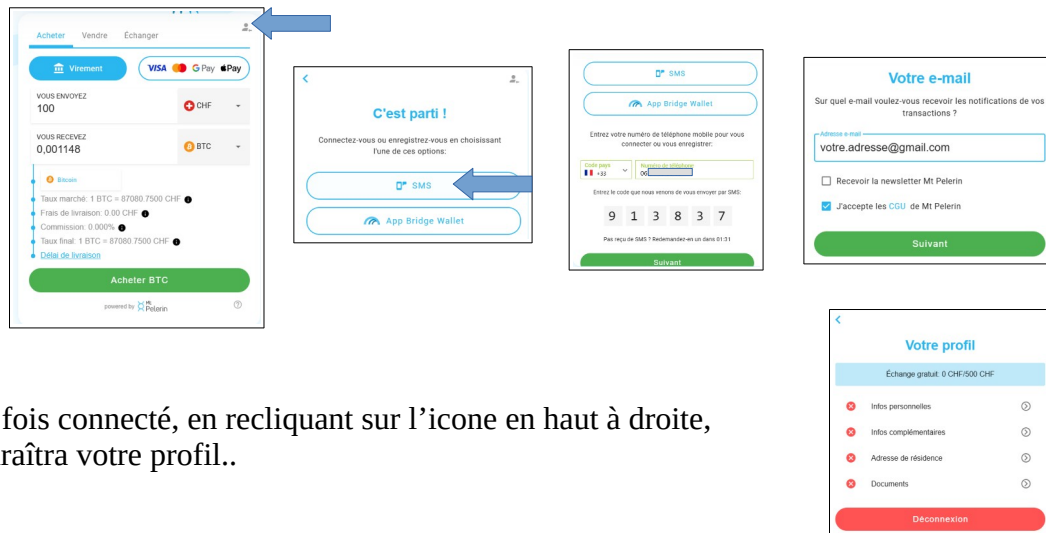 Acheter Vendre Échanger
Virement
VISA G Pay Pay
VOUS ENVOYEZ
100
CHF
VOUS RECEVEZ
0,001148
BTC
Bitcoin
Taux marché: 1 BTC = 87080.7500 CHF
Frais de livraison: 0.00 CHF
Commission: 0.000%
Taux final: 1 BTC = 87080.7500 CHF
Délai de livraison
Acheter BTC
powered by Mt Pelerin
C'est parti !
Connectez-vous ou enregistrez-vous en choisissant
l'une de ces options:
SMS
App Bridge Wallet
SMS
App Bridge Wallet
Entrez votre numéro de téléphone mobile pour vous
connecter ou vous enregistrer:
Code pays
+33
Numéro de téléphone
06
Entrez le code que nous venons de vous envoyer par SMS:
9 1 3 8 3 7
Pas reçu de SMS ? Redemandez-en un dans 01:31
Suivant
Votre e-mail
Sur quel e-mail voulez-vous recevoir les notifications de vos
transactions ?
Adresse e-mail
votre.adresse@gmail.com
Recevoir la newsletter Mt Pelerin
J'accepte les CGU de Mt Pelerin
Suivant
Votre profil
Échange gratuit: 0 CHF/500 CHF
Infos personnelles
Infos complémentaires
Adresse de résidence
Documents
Déconnexion
fois connecté, en recliquant sur l’icone en haut à droite,
raîtra votre profil..